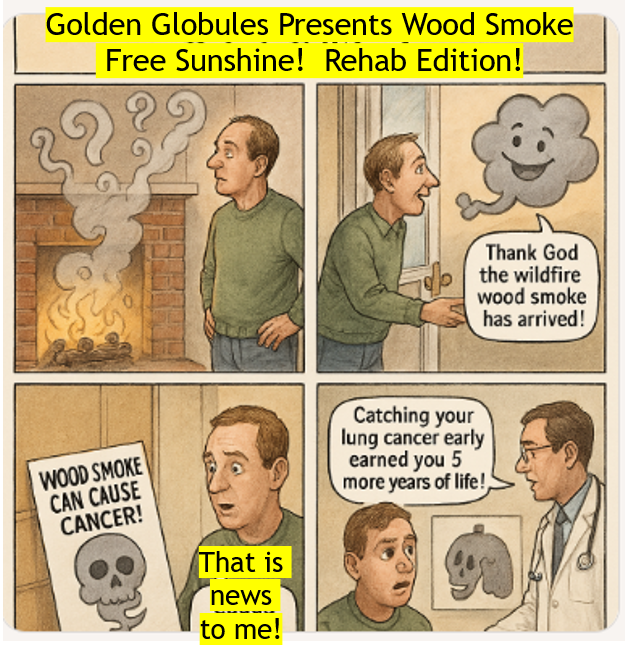 Golden Globules Presents Wood Smoke
Free Sunshine!  Rehab Edition!
Thank God
the wildfire
wood smoke
has arrived!
WOOD SMOKE
CAN CAUSE
CANCER!
That is
news
to me!
Catching your
lung cancer early
earned you 5
more years of life!